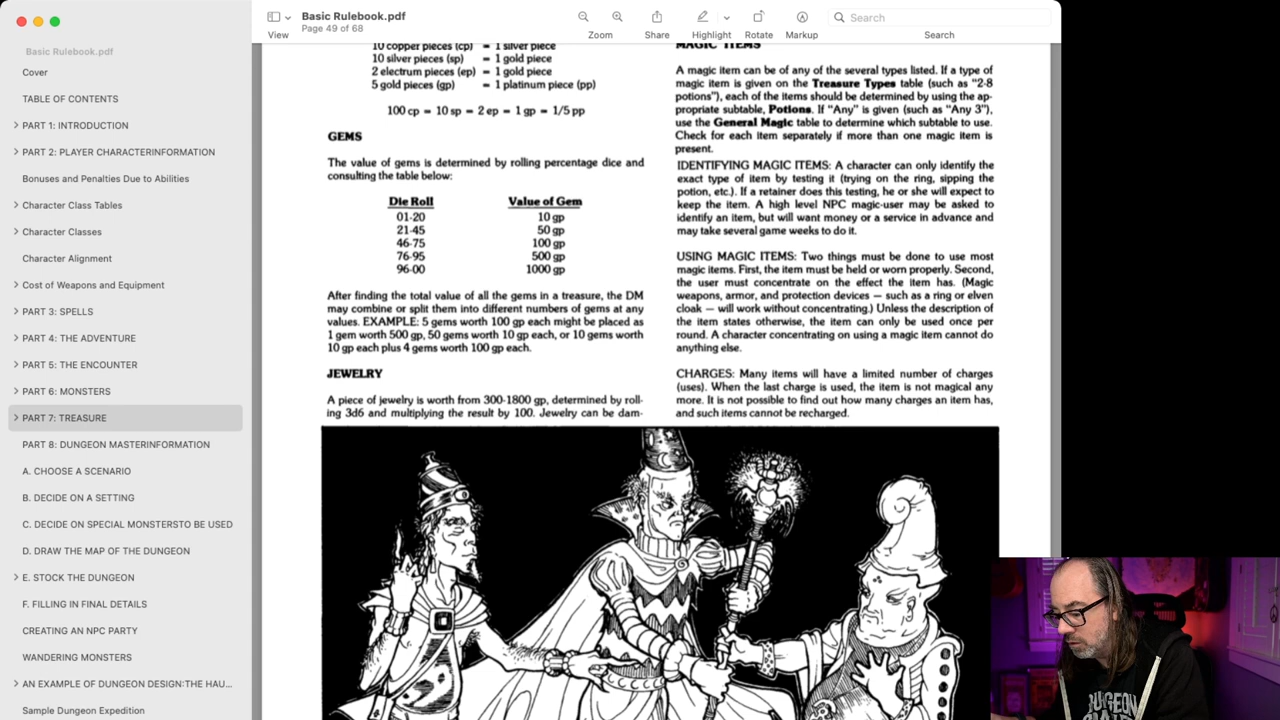 Basic Rulebook.pdf
Page 49 of 68
View
Zoom
Share
Highlight
Rotate
Markup
Search
Search
Basic Rulebook.pdf
Cover
TABLE OF CONTENTS
PART 1: INTRODUCTION
PART 2: PLAYER CHARACTERINFORMATION
Bonuses and Penalties Due to Abilities
Character Class Tables
Character Classes
Character Alignment
Cost of Weapons and Equipment
PART 3: SPELLS
PART 4: THE ADVENTURE
PART 5: THE ENCOUNTER
PART 6: MONSTERS
PART 7: TREASURE
PART 8: DUNGEON MASTERINFORMATION
A. CHOOSE A SCENARIO
B. DECIDE ON A SETTING
C. DECIDE ON SPECIAL MONSTERSTO BE USED
D. DRAW THE MAP OF THE DUNGEON
E. STOCK THE DUNGEON
F. FILLING IN FINAL DETAILS
CREATING AN NPC PARTY
WANDERING MONSTERS
AN EXAMPLE OF DUNGEON DESIGN:THE HAU...
Sample Dungeon Expedition
10 copper pieces (cp) = 1 silver piece
10 silver pieces (sp) = 1 gold piece
2 electrum pieces (ep) = 1 gold piece
5 gold pieces (gp) = 1 platinum piece (pp)
100 cp = 10 sp = 2 ep = 1 gp = 1/5 pp
GEMS
The value of gems is determined by rolling percentage dice and
consulting the table below:
Die Roll Value of Gem
01-20 10 gp
21-45 50 gp
46-75 100 gp
76-95 500 gp
96-00 1000 gp
After finding the total value of all the gems in a treasure, the DM
may combine or split them into different numbers of gems at any
values. EXAMPLE: 5 gems worth 100 gp each might be placed as
1 gem worth 500 gp, 50 gems worth 10 gp each, or 10 gems worth
10 gp each plus 4 gems worth 100 gp each.
JEWELRY
A piece of jewelry is worth from 300-1800 gp, determined by roll-
ing 3d6 and multiplying the result by 100. Jewelry can be dam-
MAGIC ITEMS
A magic item can be of any of the several types listed. If a type of
magic item is given on the Treasure Types table (such as "2-8
potions"), each of the items should be determined by using the ap-
propriate subtable, Potions. If "Any" is given (such as "Any 3"),
use the General Magic table to determine which subtable to use.
Check for each item separately if more than one magic item is
present.
IDENTIFYING MAGIC ITEMS: A character can only identify the
exact type of item by testing it (trying on the ring, sipping the
potion, etc.). If a retainer does this testing, he or she will expect to
keep the item. A high level NPC magic-user may be asked to
identify an item, but will want money or a service in advance and
may take several game weeks to do it.
USING MAGIC ITEMS: Two things must be done to use most
magic items. First, the item must be held or worn properly. Second,
the user must concentrate on the effect the item has. (Magic
weapons, armor, and protection devices — such as a ring or elven
cloak — will work without concentrating.) Unless the description of
the item states otherwise, the item can only be used once per
round. A character concentrating on using a magic item cannot do
anything else.
CHARGES: Many items will have a limited number of charges
(uses). When the last charge is used, the item is not magical any
more. It is not possible to find out how many charges an item has,
and such items cannot be recharged.
DUNGEON